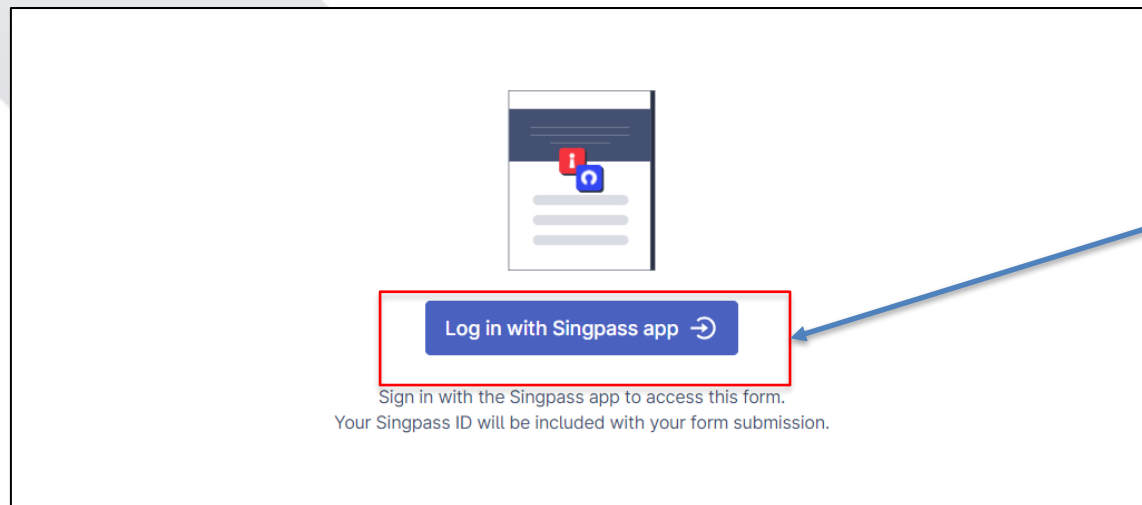 Log in with Singpass app
Sign in with the Singpass app to access this form.
Your Singpass ID will be included with your form submission.